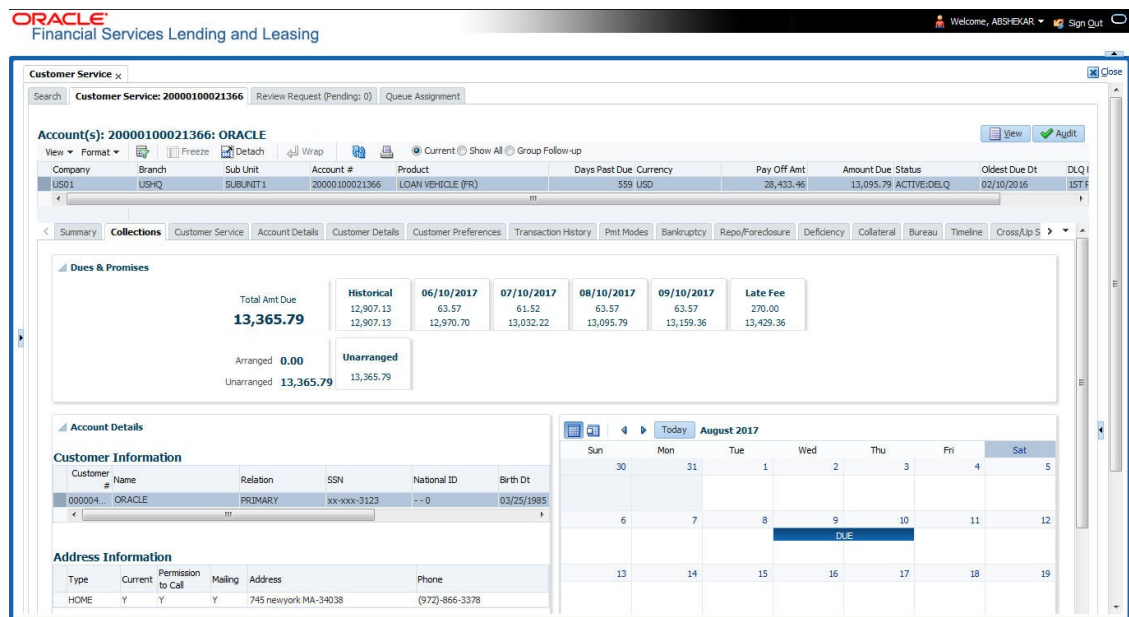 ORACLE
Welcome, ABSHEKAR Sign Out
Financial Services Lending and Leasing
Customer Service x Close
Search Customer Service: 20000100021366 Review Request (Pending: 0) Queue Assignment
Account(s): 20000100021366: ORACLE View Audit
View Format Freeze Detach Wrap Current Show All Group Follow-up
Company Branch Sub Unit Account # Product Days Past Due Currency Pay Off Amt Amount Due Status Oldest Due Dt DLQ
US01 USHQ SUBUNIT1 20000100021366 LOAN VEHICLE (FR) 559 USD 28,433.46 13,095.79 ACTIVE:DELQ 02/10/2016 1ST
Summary Collections Customer Service Account Details Customer Details Customer Preferences Transaction History Pmt Modes Bankruptcy Repo/Foreclosure Deficiency Collateral Bureau Timeline Cross/Up S
Dues & Promises
Historical 06/10/2017 07/10/2017 08/10/2017 09/10/2017 Late Fee
Total Amt Due 12,907.13 63.57 61.52 63.57 63.57 270.00
13,365.79 12,907.13 12,970.70 13,032.22 13,095.79 13,159.36 13,429.36
Arranged 0.00 Unarranged
Unarranged 13,365.79 13,365.79
Account Details
Today August 2017
Customer Information
Sun Mon Tue Wed Thu Fri Sat
Customer # Name Relation SSN National ID Birth Dt
30 31 1 2 3 4 5
000004... ORACLE PRIMARY xx-xxx-3123 - - 0 03/25/1985
6 7 8 9 10 11 12
DUE
Address Information
Type Current Permission to Call Mailing Address Phone
13 14 15 16 17 18 19
HOME Y Y Y 745 newyork MA-34038 (972)-866-3378